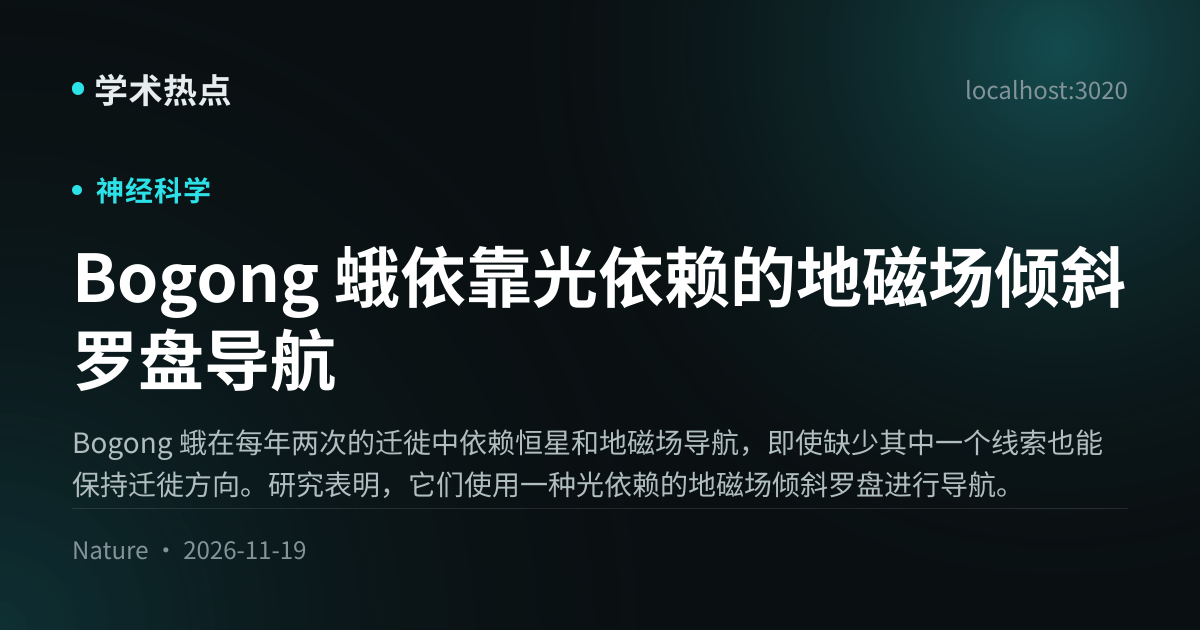 学术热点
localhost:3020
神经科学
Bogong 蛾依靠光依赖的地磁场倾斜
罗盘导航
Bogong 蛾在每年两次的迁徙中依赖恒星和地磁场导航，即使缺少其中一个线索也能
保持迁徙方向。研究表明，它们使用一种光依赖的地磁场倾斜罗盘进行导航。
Nature · 2026-11-19